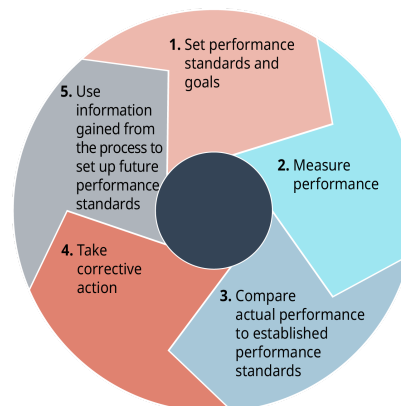 1. Set performance
standards and
goals
2. Measure
performance
3. Compare
actual performance
to established
performance
standards
4. Take
corrective
action
5. Use
information
gained from
the process to
set up future
performance
standards